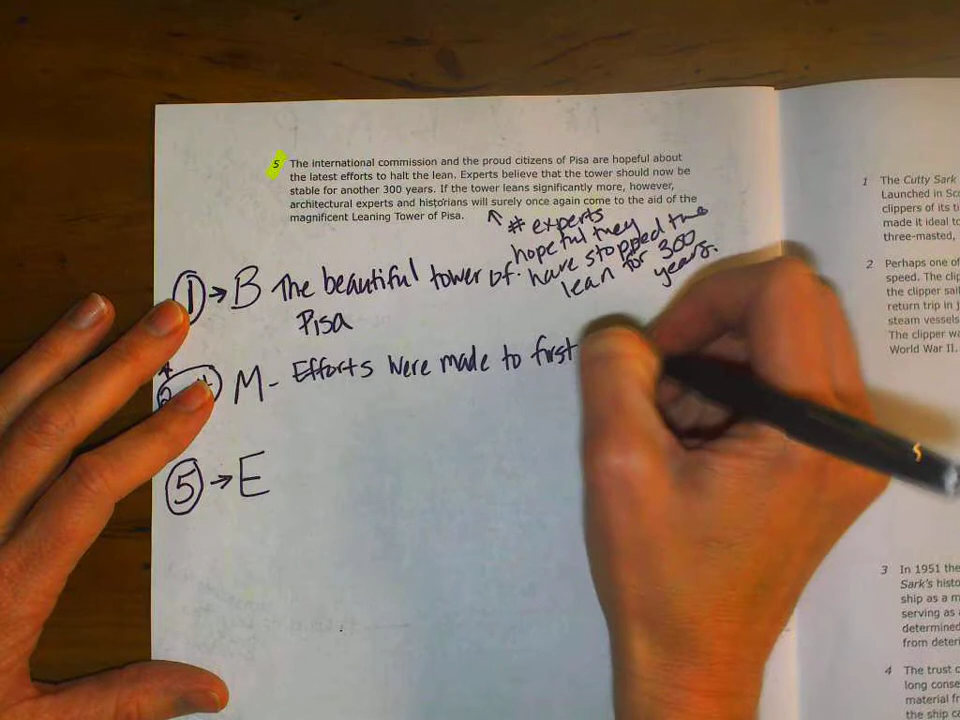 5 The international commission and the proud citizens of Pisa are hopeful about
the latest efforts to halt the lean. Experts believe that the tower should now be
stable for another 300 years. If the tower leans significantly more, however,
architectural experts and historians will surely once again come to the aid of the
magnificent Leaning Tower of Pisa.
# experts
hopeful they
have stopped the
lean for 300
years.
1 → B The beautiful tower of
Pisa
M- Efforts were made to first
5 → E
1 The Cutty Sark
Launched in Sco
clippers of its ti
made it ideal to
three-masted,
2 Perhaps one of
speed. The clip
the clipper sail
return trip in j
steam vessels
The clipper wa
World War II.
3 In 1951 the
Sark's histo
ship as a m
serving as
determined
from deteri
4 The trust c
long conse
material fr
the ship ca